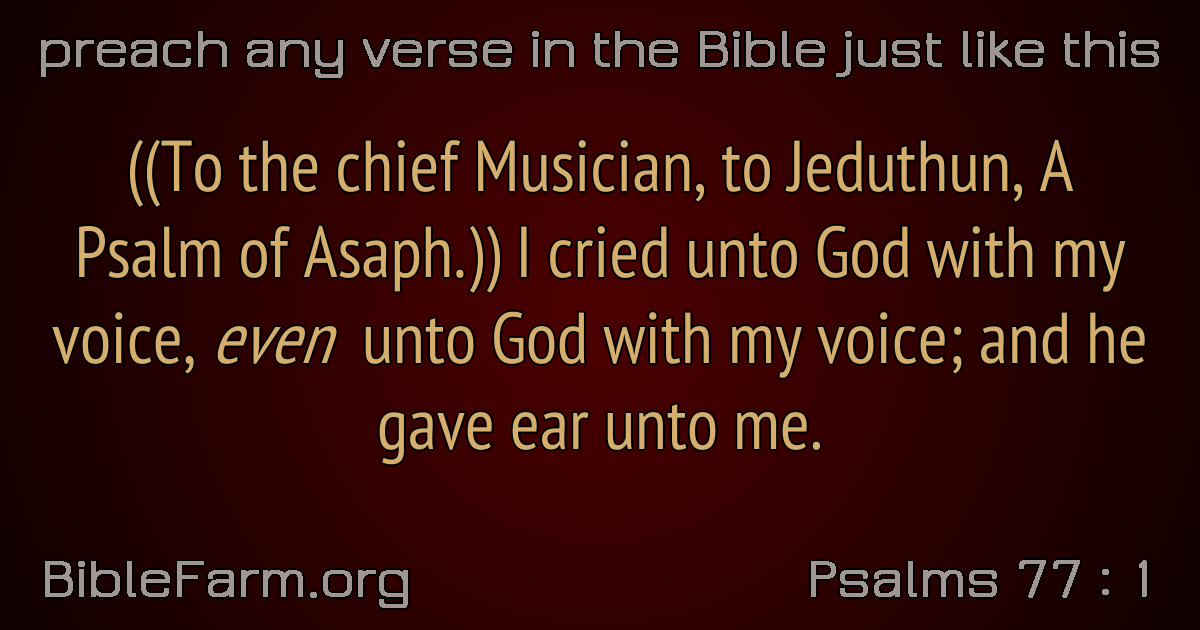 preach any verse in the Bible just like this
((To the chief Musician, to Jeduthun, A
Psalm of Asaph.)) I cried unto God with my
voice, even unto God with my voice; and he
gave ear unto me.
BibleFarm.org
Psalms 77 : 1